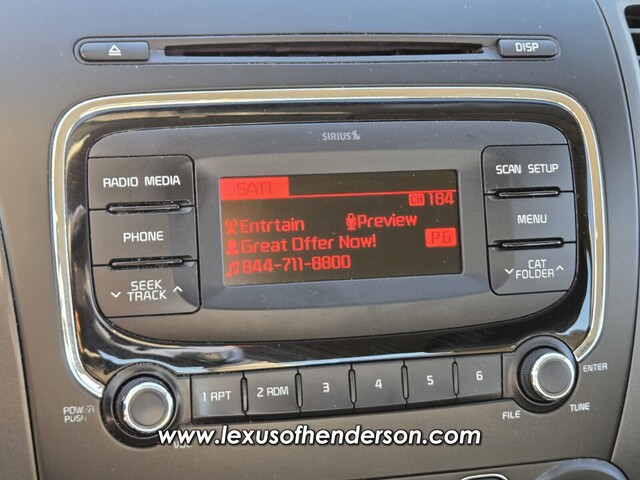 DISP
SIRIUS
RADIO MEDIA
PHONE
SEEK
TRACK
SAT1
CH 184
Entrtain Preview
Great Offer Now!
PG
844-711-8800
SCAN SETUP
MENU
CAT
FOLDER
POWER
PUSH
VOL
1 RPT
2 RDM
3
4
5
6
FILE
TUNE
ENTER
www.lexusofhenderson.com